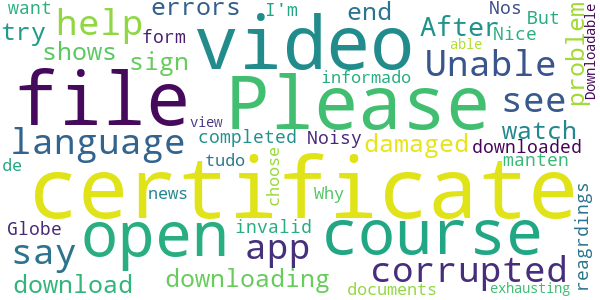 want errors I'm end Nos But
try help form video After Nice problem Downloadable
shows sign Unable able
file Please informado see
view watch
language completed Noisy damaged downloaded
de tudo choose manten
certificate
news Why
Globe open invalid course reagrdings
say app corrupted
download downloading documents exhausting